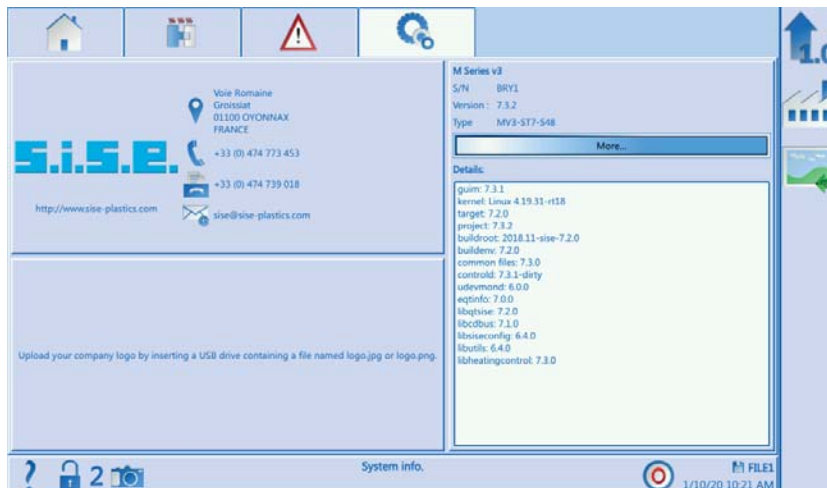 1.0
Voie Romaine
Groissiat
01100 OYONNAX
FRANCE
s.i.s.e.
+33 (0) 474 773 453
+33 (0) 474 739 018
http://www.sise-plastics.com
sise@sise-plastics.com
M Series v3
S/N BRY1
Version : 7.3.2
Type MV3-ST7-S48
More...
Details:
guim: 7.3.1
kernel: Linux 4.19.31-rt18
target: 7.2.0
project: 7.3.2
buildroot: 2018.11-sise-7.2.0
buildenv: 7.2.0
common files: 7.3.0
controld: 7.3.1-dirty
udevmond: 6.0.0
eqtinfo: 7.0.0
libqtsise: 7.2.0
libcdbus: 7.1.0
libsiseconfig: 6.4.0
libutils: 6.4.0
libheatingcontrol: 7.3.0
Upload your company logo by inserting a USB drive containing a file named logo.jpg or logo.png.
? 2
System info.
FILE1
1/10/20 10:21 AM